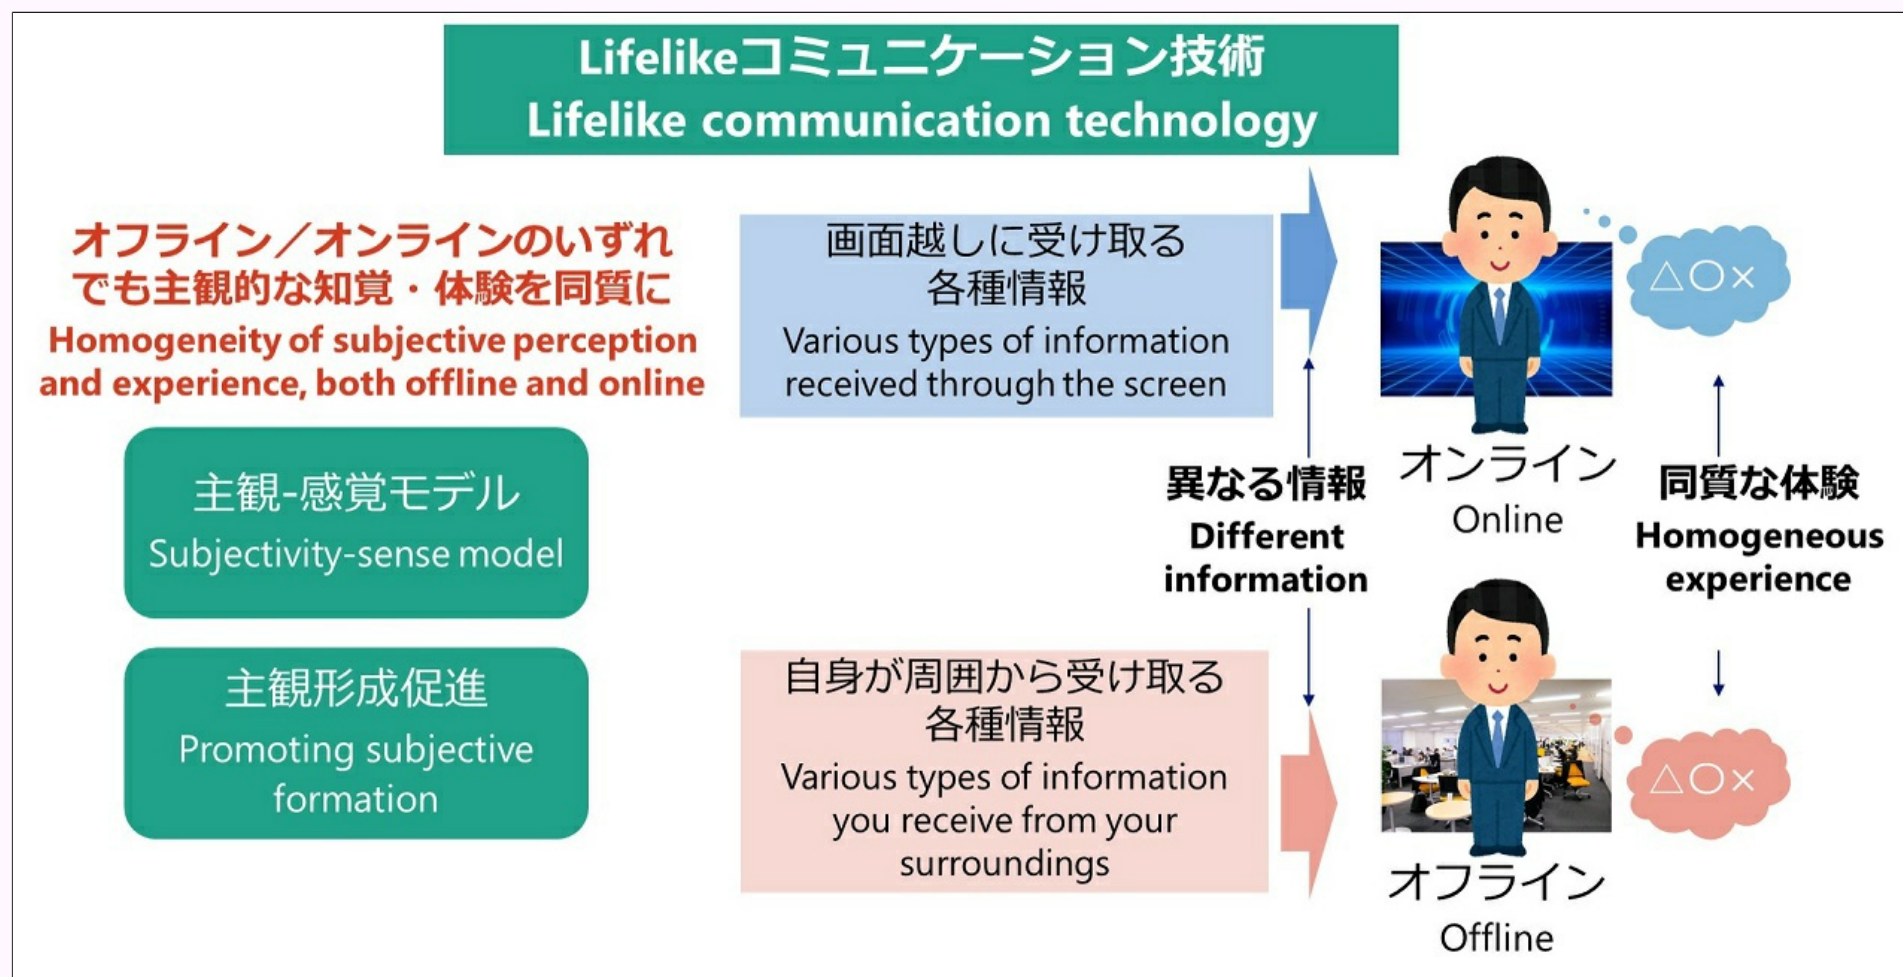 Lifelikeコミュニケーション技術
Lifelike communication technology
オフライン／オンラインのいずれ
でも主観的な知覚・体験を同質に
Homogeneity of subjective perception
and experience, both offline and online
主観-感覚モデル
Subjectivity-sense model
主観形成促進
Promoting subjective
formation
画面越しに受け取る
各種情報
Various types of information
received through the screen
異なる情報
Different
information
自身が周囲から受け取る
各種情報
Various types of information
you receive from your
surroundings
△○×
オンライン
Online
同質な体験
Homogeneous
experience
△○×
オフライン
Offline